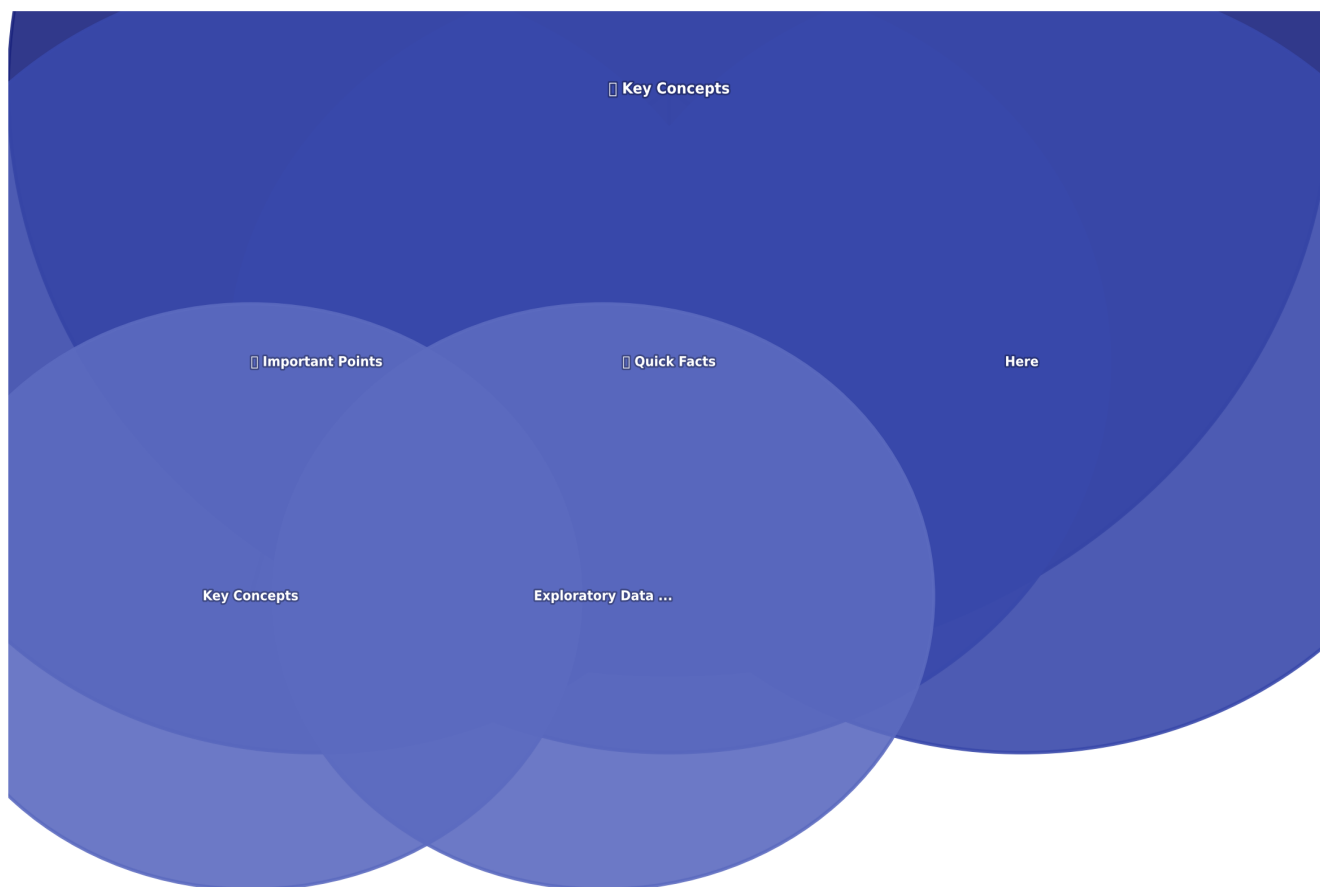 Key Concepts
Important Points
Quick Facts
Here
Key Concepts
Exploratory Data ...